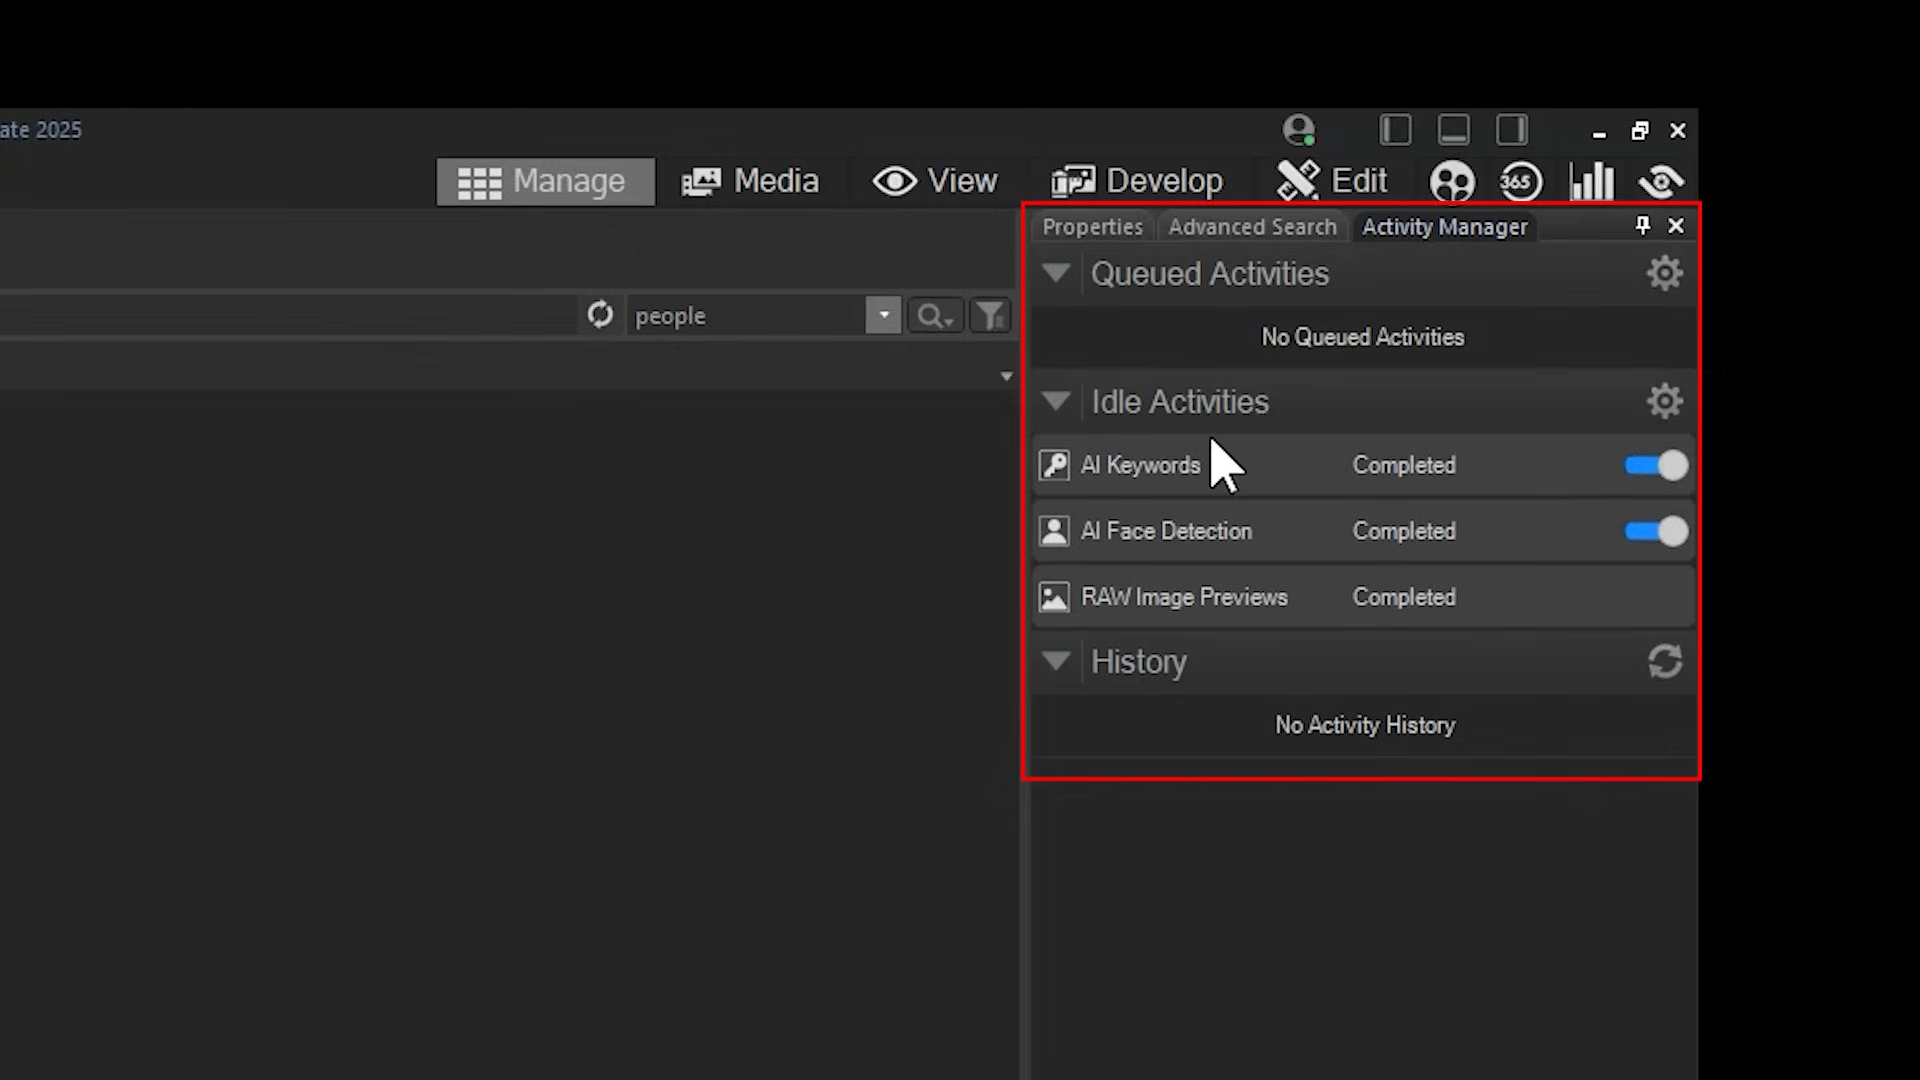 ate 2025
Manage
Media
View
Develop
Edit
365
Properties
Advanced Search
Activity Manager
people
Queued Activities
No Queued Activities
Idle Activities
AI Keywords Completed
AI Face Detection Completed
RAW Image Previews Completed
History
No Activity History